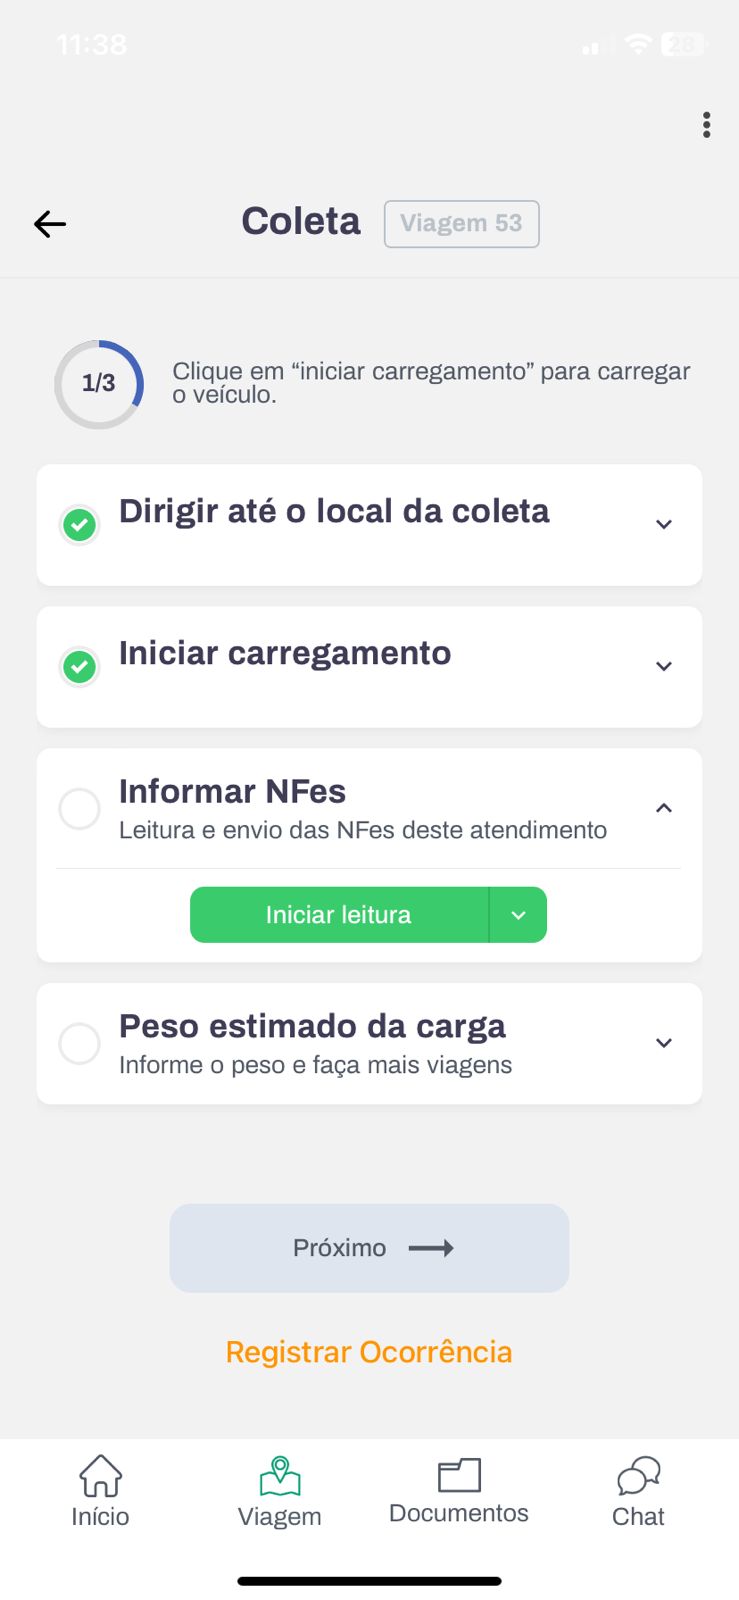 11:38
28
Coleta
Viagem 53
1/3
Clique em “iniciar carregamento” para carregar
o veículo.
Dirigir até o local da coleta
Iniciar carregamento
Informar NFes
Leitura e envio das NFes deste atendimento
Iniciar leitura
Peso estimado da carga
Informe o peso e faça mais viagens
Próximo
Registrar Ocorrência
Início
Viagem
Documentos
Chat